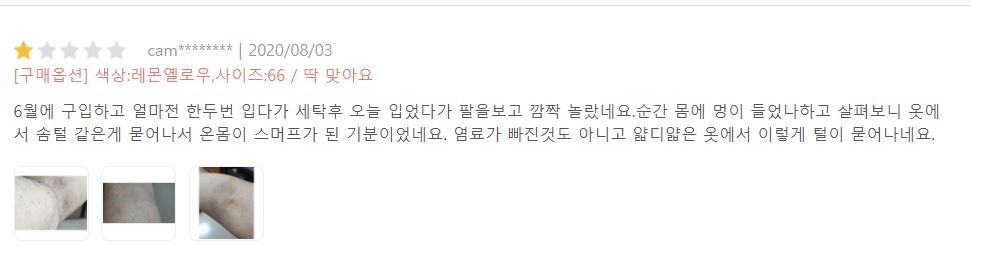 cam******** | 2020/08/03
[구매옵션] 색상:레몬옐로우,사이즈:66 / 딱 맞아요
6월에 구입하고 얼마전 한두번 입다가 세탁후 오늘 입었다가 팔을보고 깜짝 놀랐네요.순간 몸에 멍이 들었나하고 살펴보니 옷에
서 솜털 같은게 묻어나서 온몸이 스머프가 된 기분이었네요. 염료가 빠진것도 아니고 얇디얇은 옷에서 이렇게 털이 묻어나네요.